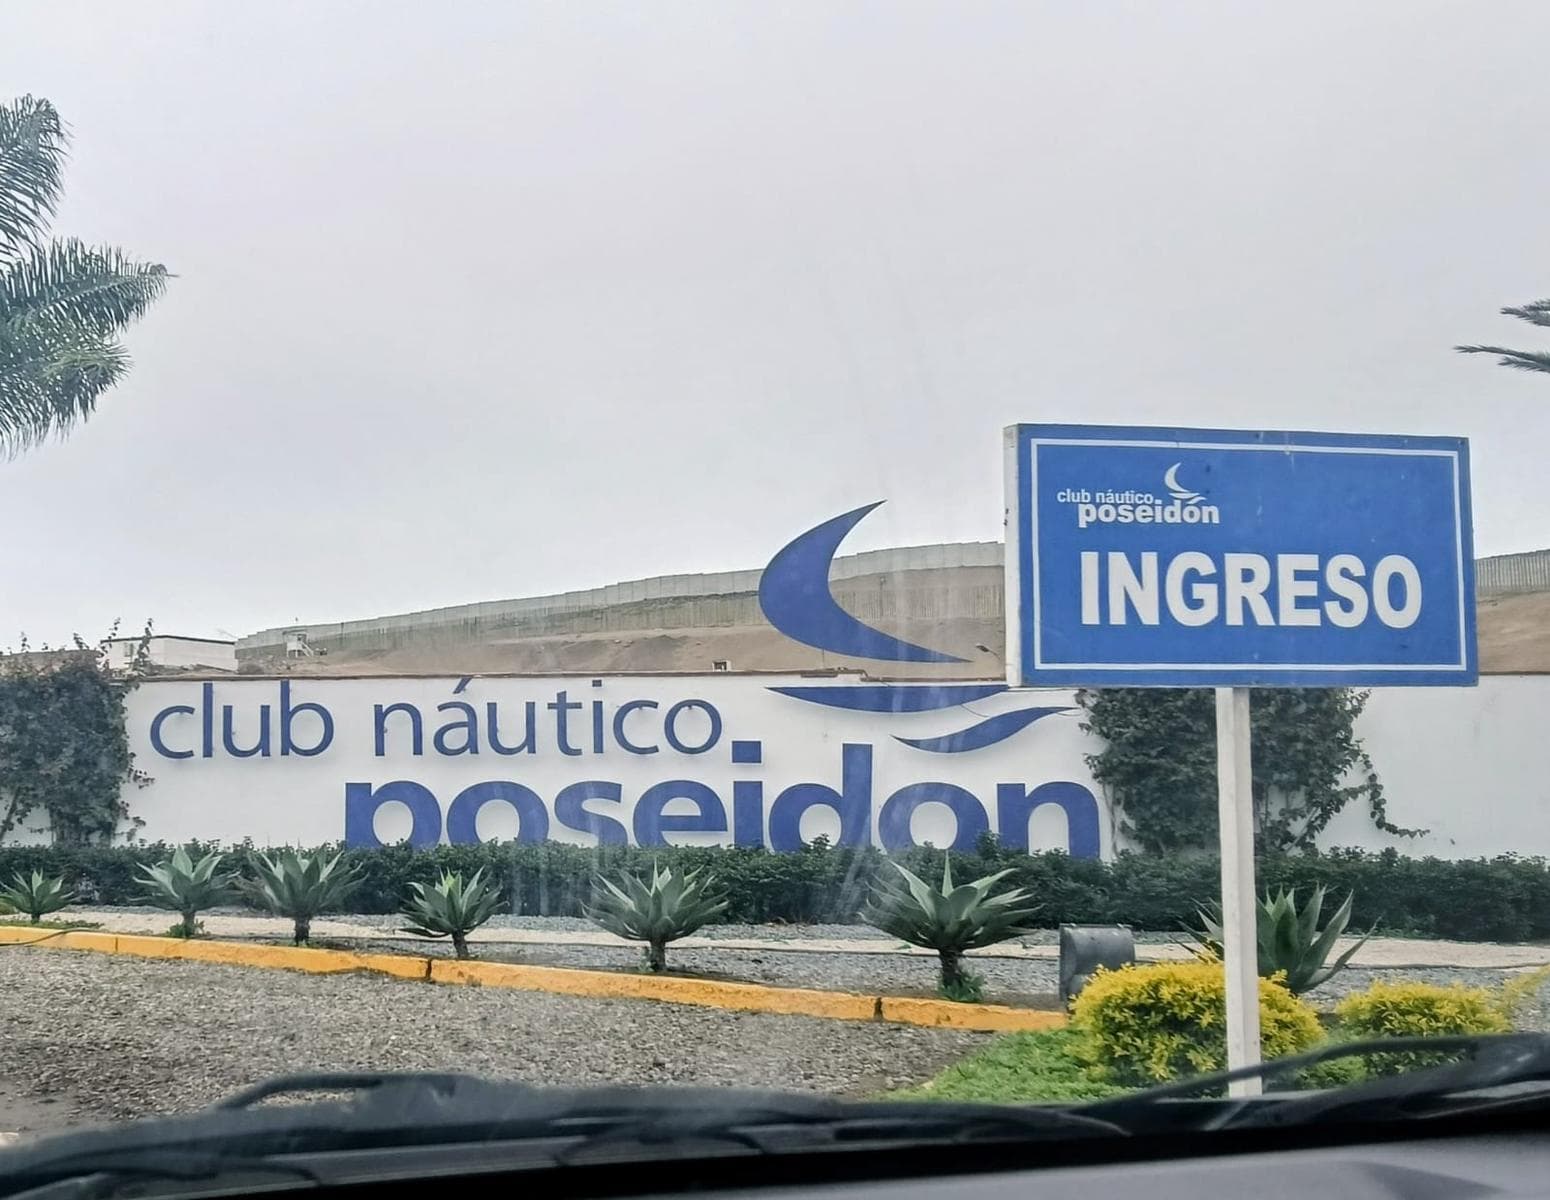 club náutico
poseidon
club náutico
poseidon
INGRESO